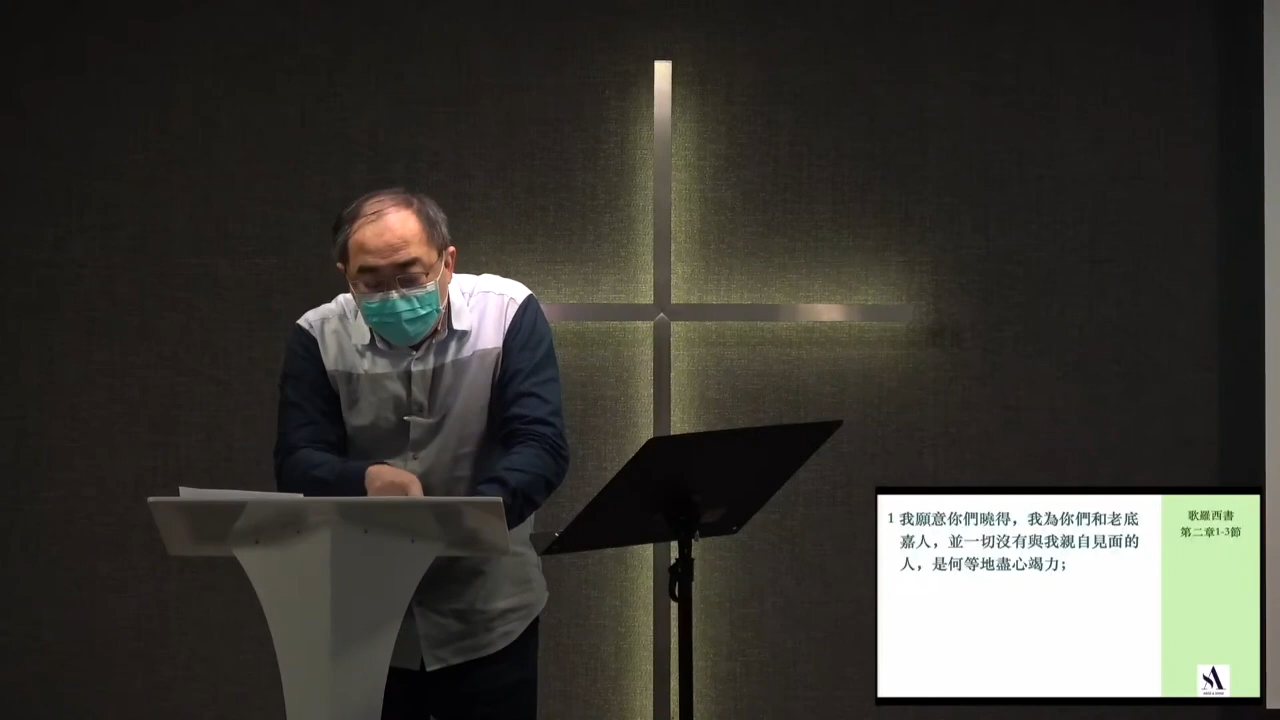 1 我願意你們曉得，我為你們和老底
嘉人，並一切沒有與我親自見面的
人，是何等地盡心竭力；
歌羅西書
第二章1-3節